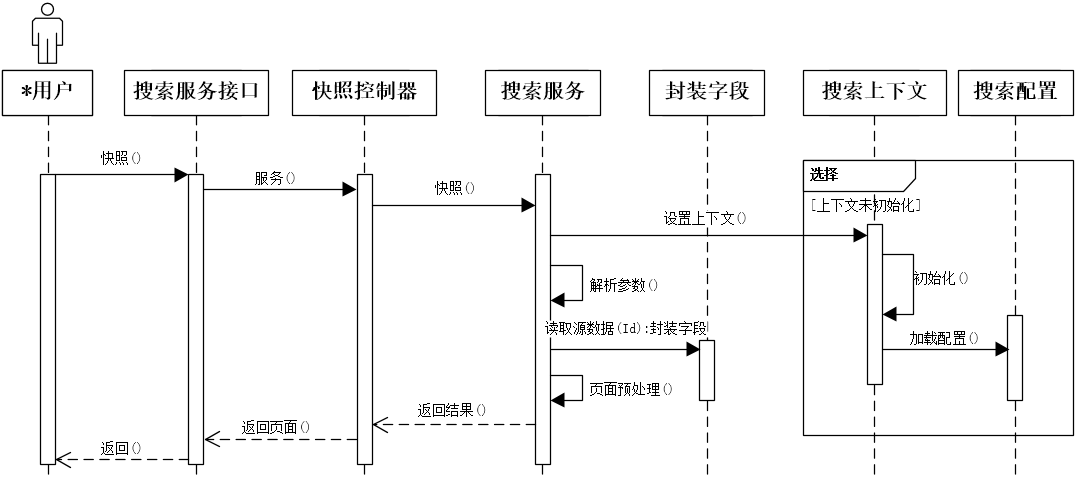 *用户
搜索服务接口
快照控制器
搜索服务
封装字段
搜索上下文
搜索配置
快照()
服务()
快照()
选择
[上下文未初始化]
设置上下文()
初始化()
解析参数()
读取源数据(Id):封装字段
加载配置()
页面预处理()
返回结果()
返回页面()
返回()